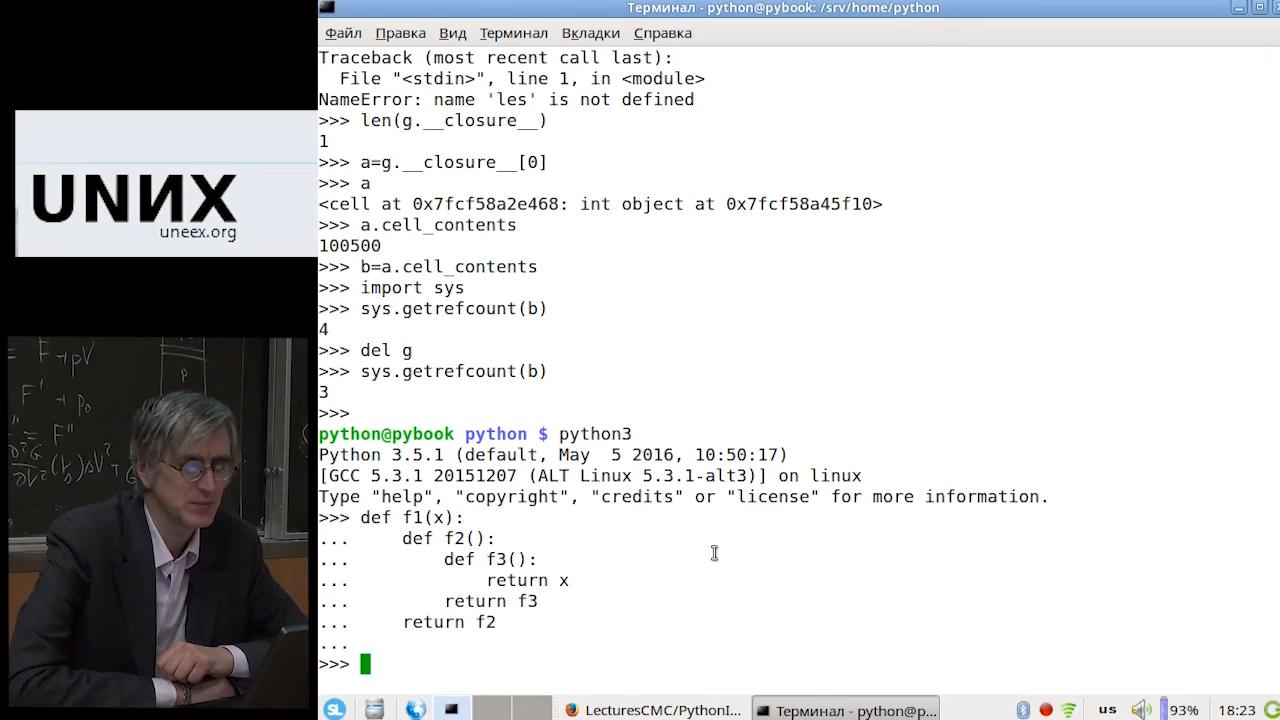 Терминал - python@pybook: /srv/home/python
Файл Правка Вид Терминал Вкладки Справка
Traceback (most recent call last):
  File "<stdin>", line 1, in <module>
NameError: name 'les' is not defined
>>> len(g.__closure__)
1
>>> a=g.__closure__[0]
>>> a
<cell at 0x7fcf58a2e468: int object at 0x7fcf58a45f10>
>>> a.cell_contents
100500
>>> b=a.cell_contents
>>> import sys
>>> sys.getrefcount(b)
4
>>> del g
>>> sys.getrefcount(b)
3
>>>
python@pybook python $ python3
Python 3.5.1 (default, May  5 2016, 10:50:17)
[GCC 5.3.1 20151207 (ALT Linux 5.3.1-alt3)] on linux
Type "help", "copyright", "credits" or "license" for more information.
>>> def f1(x):
...     def f2():
...         def f3():
...             return x
...         return f3
...     return f2
...
>>>
UNИX
uneex.org
SL
LecturesCMC/PythonI...
Терминал - python@p...
us
93%
18:23